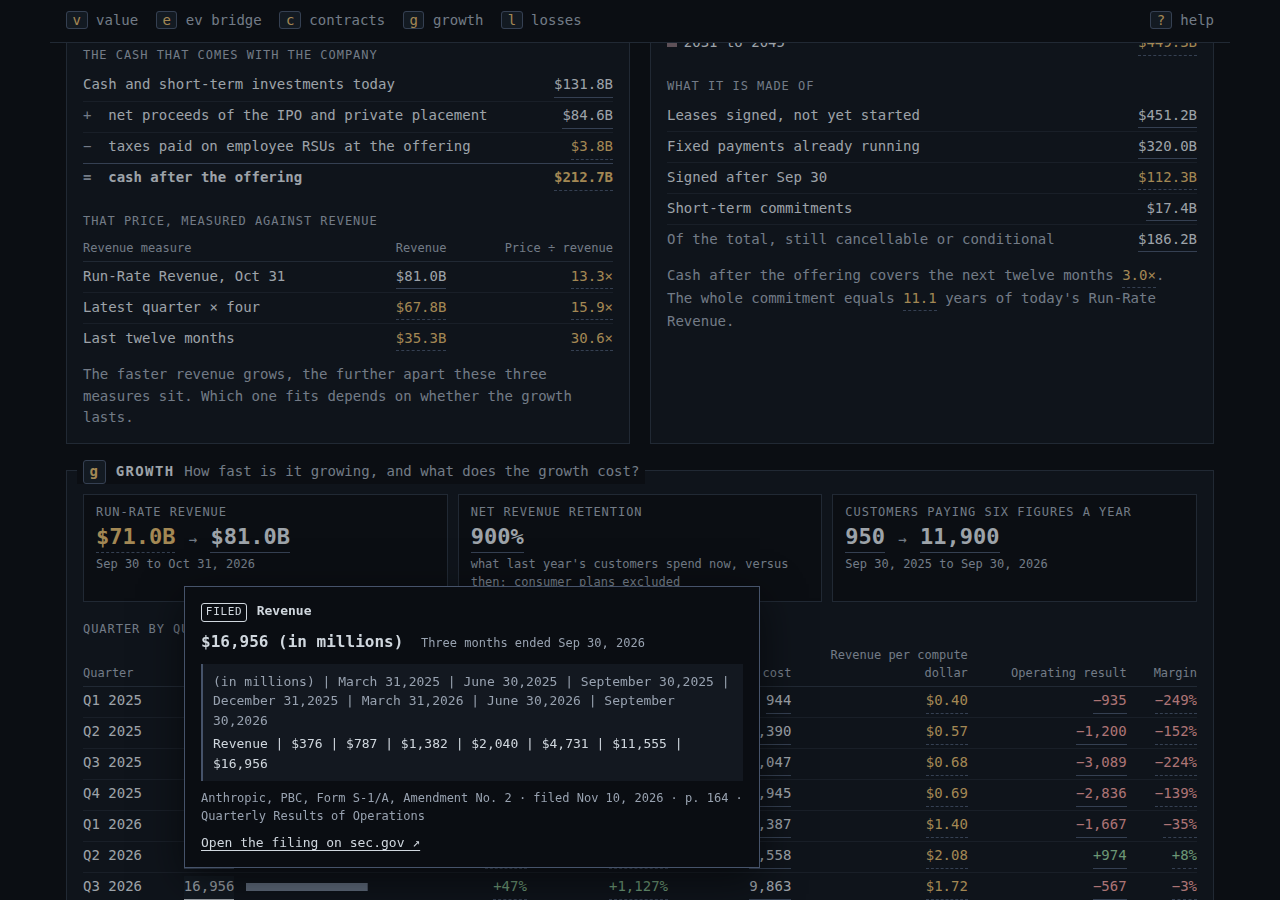 v value e ev bridge c contracts g growth l losses ? help
THE CASH THAT COMES WITH THE COMPANY
Cash and short-term investments today $131.8B
+ net proceeds of the IPO and private placement $84.6B
− taxes paid on employee RSUs at the offering $3.8B
= cash after the offering $212.7B
THAT PRICE, MEASURED AGAINST REVENUE
Revenue measure Revenue Price ÷ revenue
Run-Rate Revenue, Oct 31 $81.0B 13.3×
Latest quarter × four $67.8B 15.9×
Last twelve months $35.3B 30.6×
The faster revenue grows, the further apart these three
measures sit. Which one fits depends on whether the growth
lasts.
2031 to 2045 $449.3B
WHAT IT IS MADE OF
Leases signed, not yet started $451.2B
Fixed payments already running $320.0B
Signed after Sep 30 $112.3B
Short-term commitments $17.4B
Of the total, still cancellable or conditional $186.2B
Cash after the offering covers the next twelve months 3.0×.
The whole commitment equals 11.1 years of today's Run-Rate
Revenue.
g GROWTH How fast is it growing, and what does the growth cost?
RUN-RATE REVENUE
$71.0B → $81.0B
Sep 30 to Oct 31, 2026
NET REVENUE RETENTION
900%
what last year's customers spend now, versus
then; consumer plans excluded
CUSTOMERS PAYING SIX FIGURES A YEAR
950 → 11,900
Sep 30, 2025 to Sep 30, 2026
QUARTER BY QU
FILED Revenue
$16,956 (in millions) Three months ended Sep 30, 2026
(in millions) | March 31,2025 | June 30,2025 | September 30,2025 |
December 31,2025 | March 31,2026 | June 30,2026 | September
30,2026
Revenue | $376 | $787 | $1,382 | $2,040 | $4,731 | $11,555 |
$16,956
Anthropic, PBC, Form S-1/A, Amendment No. 2 · filed Nov 10, 2026 · p. 164 ·
Quarterly Results of Operations
Open the filing on sec.gov ↗
Quarter cost Revenue per compute dollar Operating result Margin
Q1 2025 944 $0.40 −935 −249%
Q2 2025 ,390 $0.57 −1,200 −152%
Q3 2025 ,047 $0.68 −3,089 −224%
Q4 2025 ,945 $0.69 −2,836 −139%
Q1 2026 ,387 $1.40 −1,667 −35%
Q2 2026 ,558 $2.08 +974 +8%
Q3 2026 16,956 +47% +1,127% 9,863 $1.72 −567 −3%